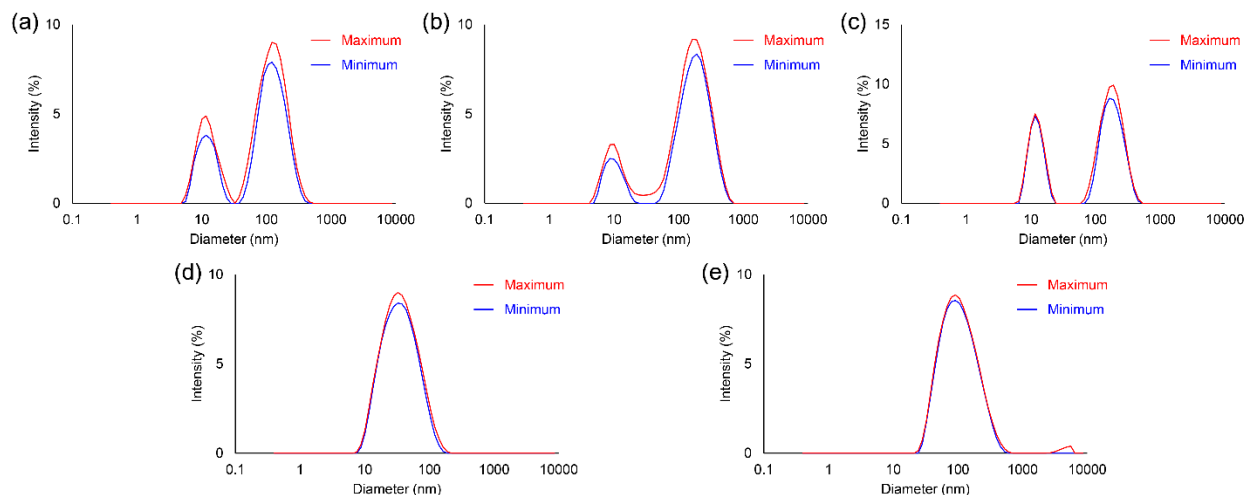 (a)
10
5
0
Intensity (%)
Maximum
Minimum
0.1 1 10 100 1000 10000
Diameter (nm)
(b)
10
5
0
Intensity (%)
Maximum
Minimum
0.1 1 10 100 1000 10000
Diameter (nm)
(c)
15
10
5
0
Intensity (%)
Maximum
Minimum
0.1 1 10 100 1000 10000
Diameter (nm)
(d)
10
5
0
Intensity (%)
Maximum
Minimum
0.1 1 10 100 1000 10000
Diameter (nm)
(e)
10
5
0
Intensity (%)
Maximum
Minimum
0.1 1 10 100 1000 10000
Diameter (nm)